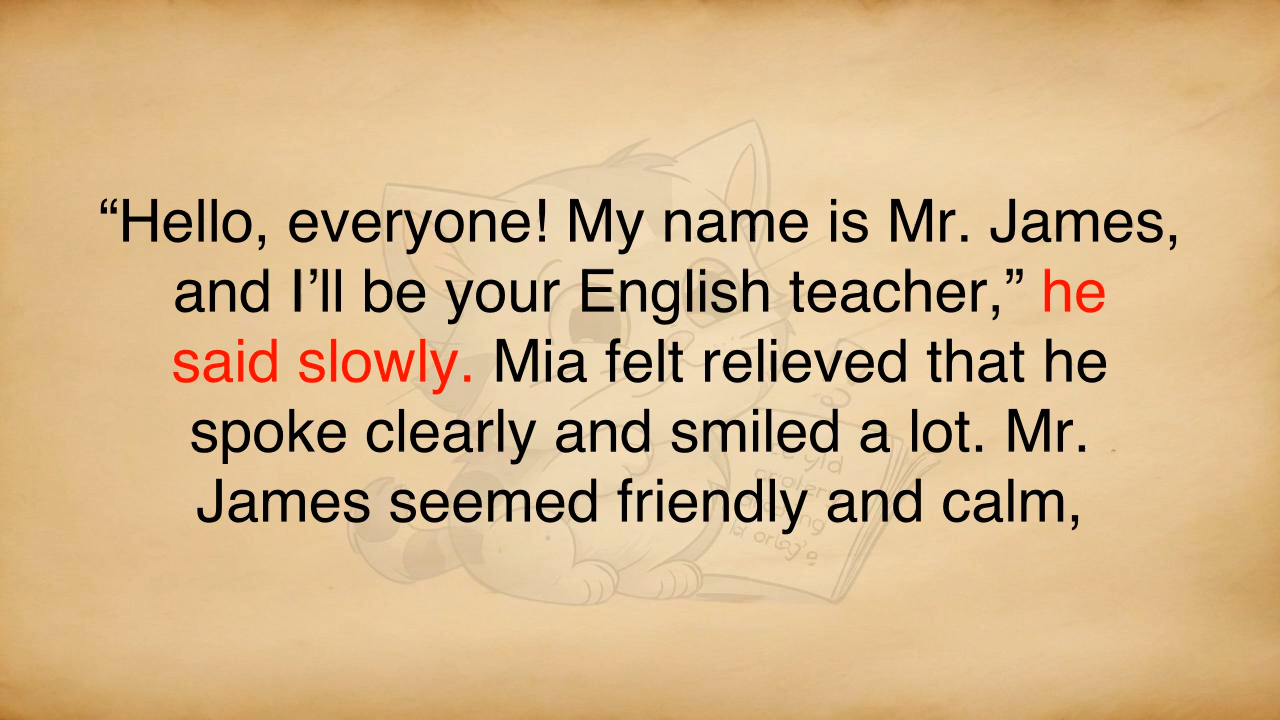 “Hello, everyone! My name is Mr. James,
and I’ll be your English teacher,” he
said slowly. Mia felt relieved that he
spoke clearly and smiled a lot. Mr.
James seemed friendly and calm,